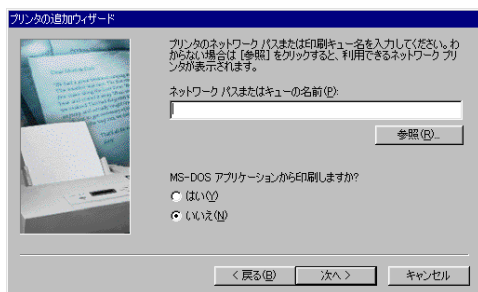 プリンタの追加ウィザード
プリンタのネットワーク パスまたは印刷キュー名を入力してください。わ
からない場合は [参照] をクリックすると、利用できるネットワーク プリ
ンタが表示されます。
ネットワーク パスまたはキューの名前(P):
参照(R)...
MS-DOS アプリケーションから印刷しますか?
はい(Y)
いいえ(N)
< 戻る(B)
次へ >
キャンセル